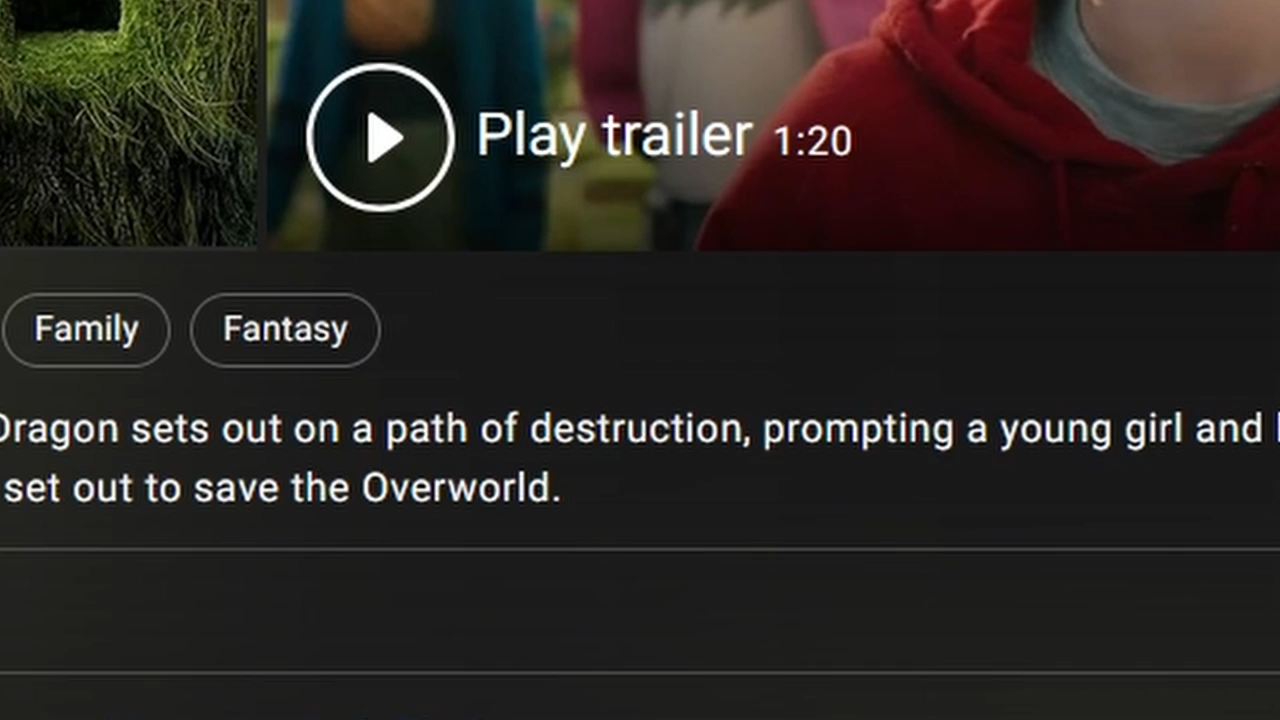 Play trailer 1:20
Family Fantasy
Dragon sets out on a path of destruction, prompting a young girl and
set out to save the Overworld.